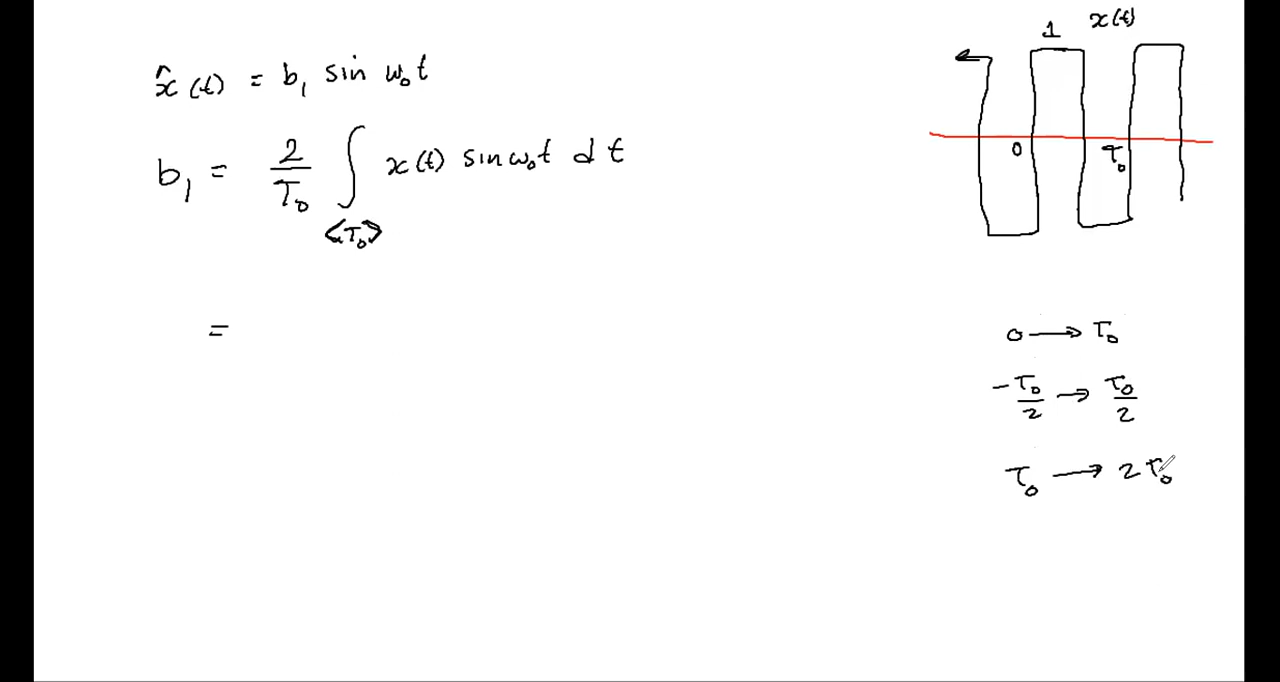 x̂(t) = b₁ sin ω₀t
b₁ = 2/T₀ ∫<T₀> x(t) sin ω₀t dt
=
1 x(t)
0 T₀
0 → T₀
-T₀/2 → T₀/2
T₀ → 2T₀